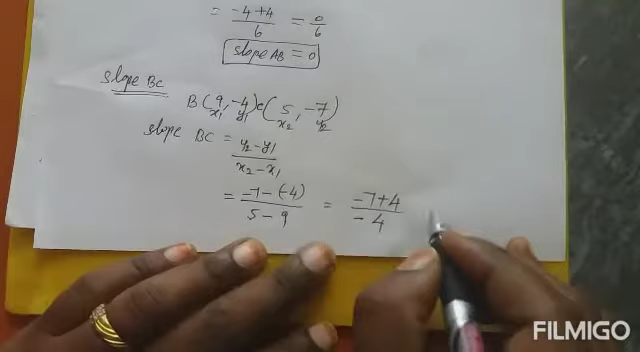 = -4+4/6 = 0/6
slope AB = 0
slope BC
B(9, -4) C(5, -7)
x1 y1 x2 y2
slope BC = y2-y1/x2-x1
= -7-(-4)/5-9 = -7+4/-4
FILMIGO